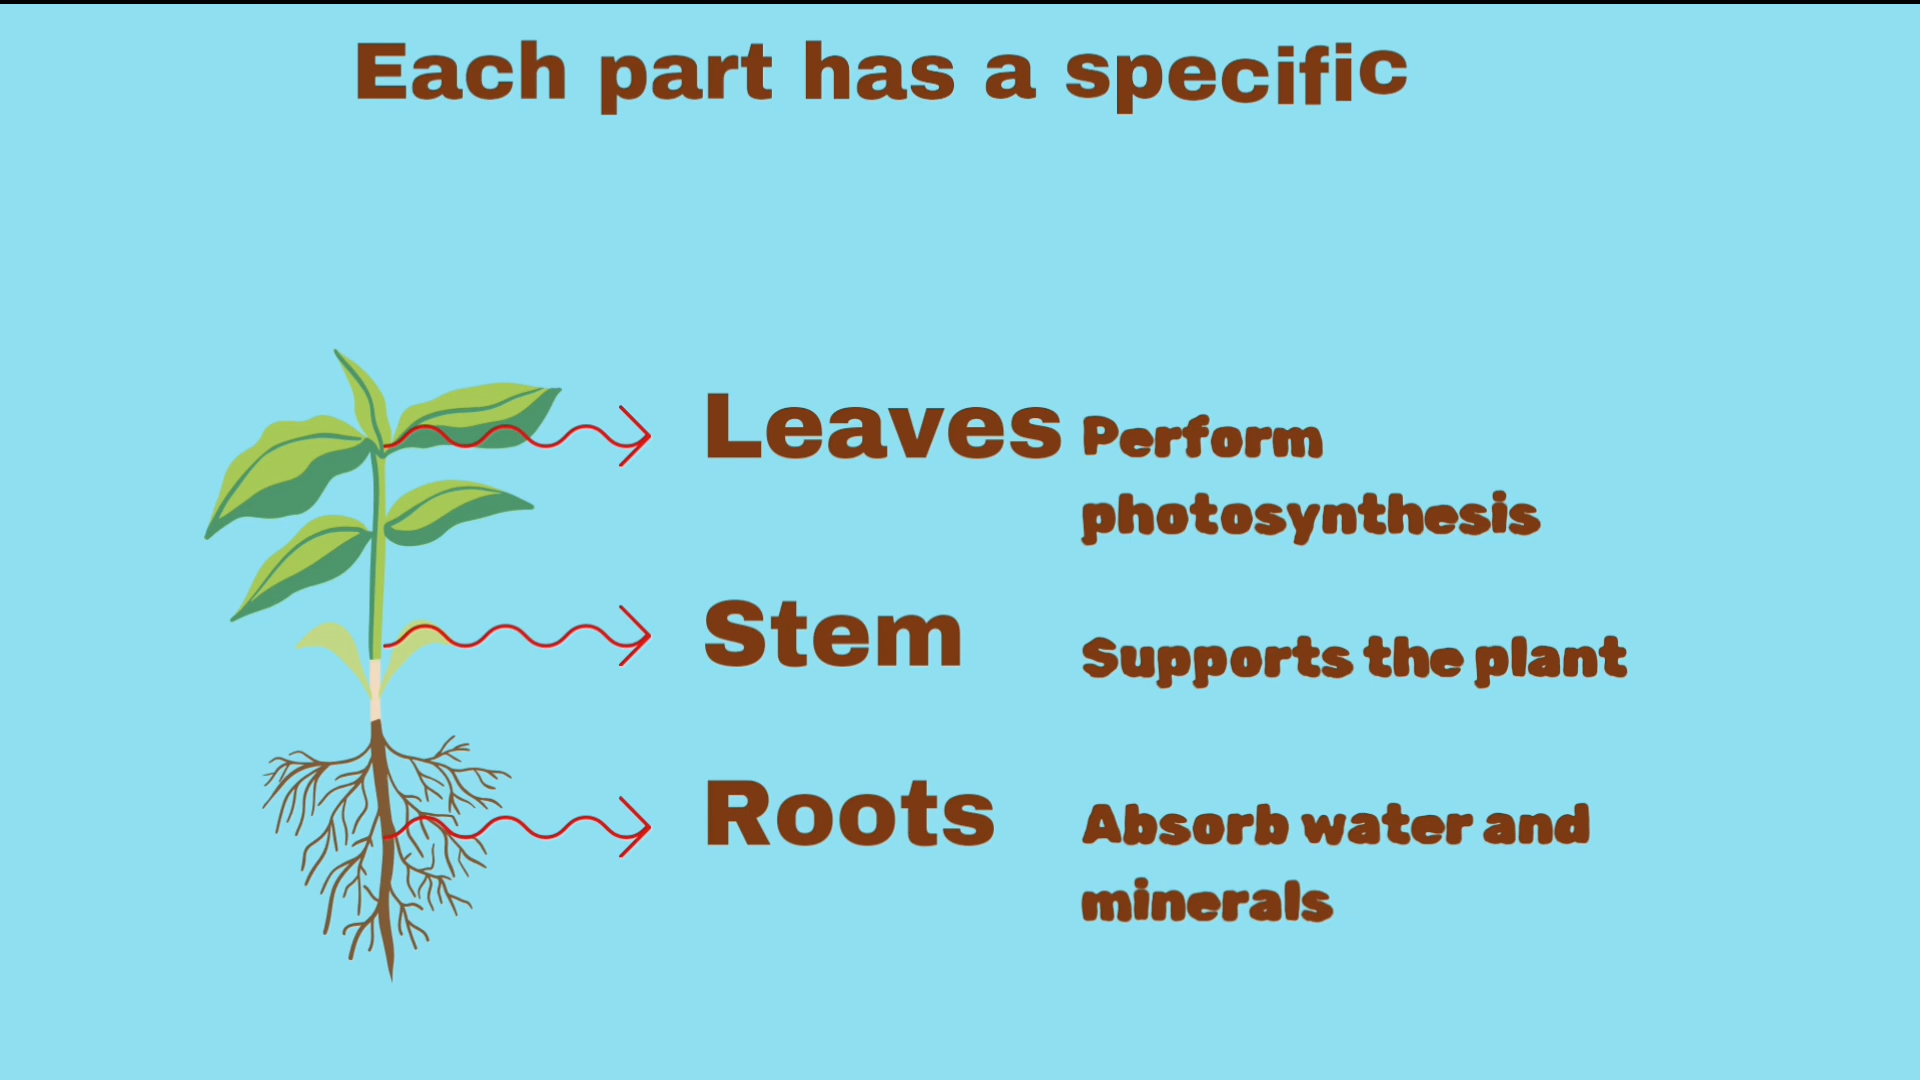 Each part has a specific
Leaves
Perform
photosynthesis
Stem
Supports the plant
Roots
Absorb water and
minerals